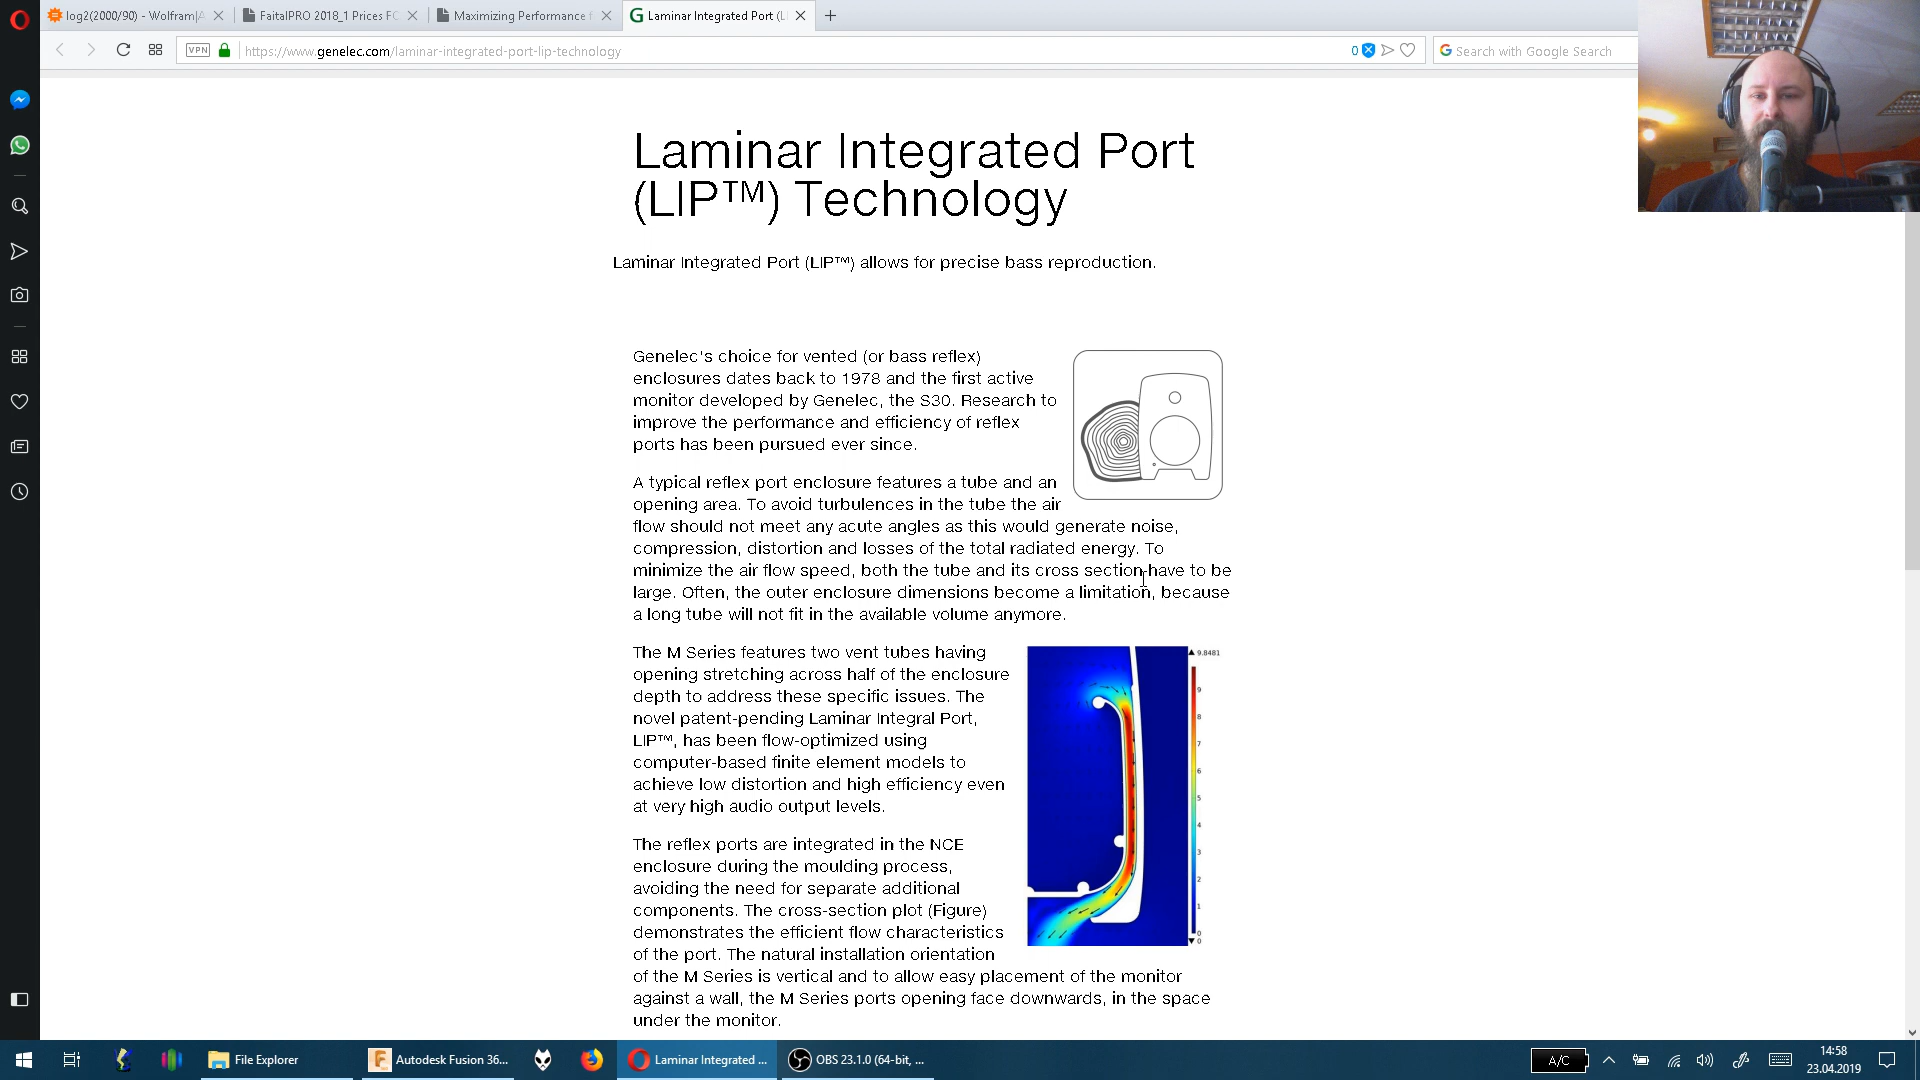 log2(2000/90) - Wolfram|A
FaitalPRO 2018_1 Prices FC
Maximizing Performance f
Laminar Integrated Port (L
VPN
https://www.genelec.com/laminar-integrated-port-lip-technology
0
Search with Google Search
Laminar Integrated Port
(LIP™) Technology
Laminar Integrated Port (LIP™) allows for precise bass reproduction.
Genelec's choice for vented (or bass reflex)
enclosures dates back to 1978 and the first active
monitor developed by Genelec, the S30. Research to
improve the performance and efficiency of reflex
ports has been pursued ever since.
A typical reflex port enclosure features a tube and an
opening area. To avoid turbulences in the tube the air
flow should not meet any acute angles as this would generate noise,
compression, distortion and losses of the total radiated energy. To
minimize the air flow speed, both the tube and its cross section have to be
large. Often, the outer enclosure dimensions become a limitation, because
a long tube will not fit in the available volume anymore.
The M Series features two vent tubes having
opening stretching across half of the enclosure
depth to address these specific issues. The
novel patent-pending Laminar Integral Port,
LIP™, has been flow-optimized using
computer-based finite element models to
achieve low distortion and high efficiency even
at very high audio output levels.
▲ 9.8481
9
8
7
6
5
4
3
2
1
0
▼ 0
The reflex ports are integrated in the NCE
enclosure during the moulding process,
avoiding the need for separate additional
components. The cross-section plot (Figure)
demonstrates the efficient flow characteristics
of the port. The natural installation orientation
of the M Series is vertical and to allow easy placement of the monitor
against a wall, the M Series ports opening face downwards, in the space
under the monitor.
File Explorer
Autodesk Fusion 36...
Laminar Integrated ...
OBS 23.1.0 (64-bit, ...
A/C
14:58
23.04.2019